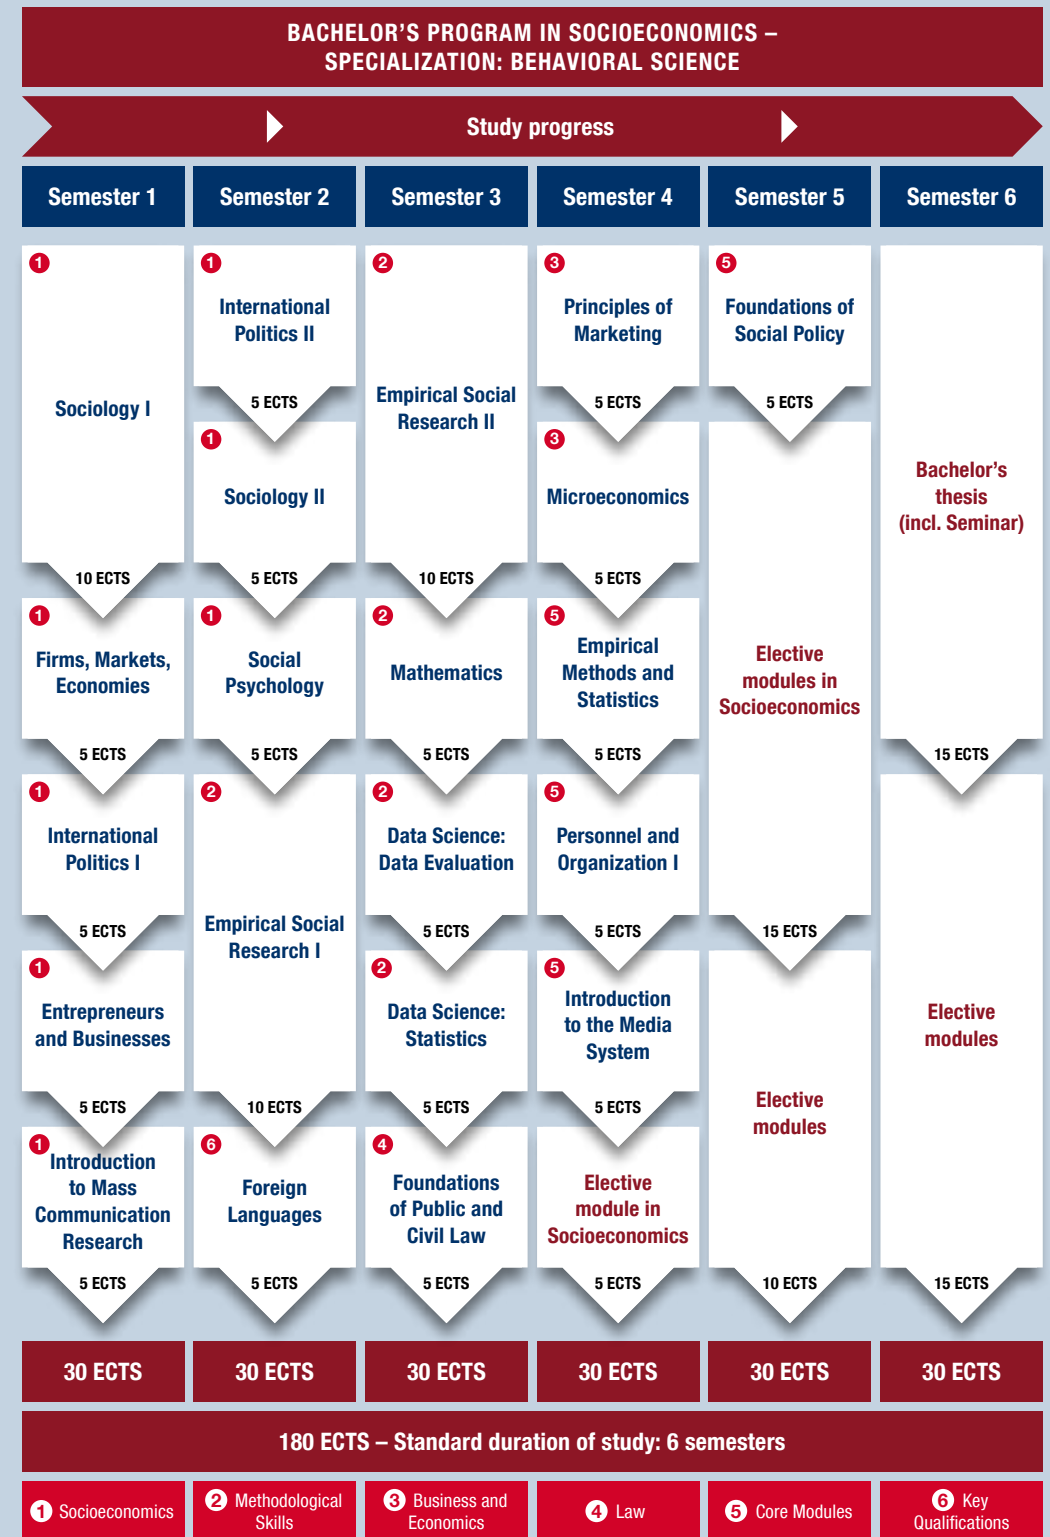 BACHELOR'S PROGRAM IN SOCIOECONOMICS –
SPECIALIZATION: BEHAVIORAL SCIENCE
Study progress
Semester 1
Semester 2
Semester 3
Semester 4
Semester 5
Semester 6
1
Sociology I
10 ECTS
1
Firms, Markets,
Economies
5 ECTS
1
International
Politics I
5 ECTS
1
Entrepreneurs
and Businesses
5 ECTS
1
Introduction
to Mass
Communication
Research
5 ECTS
30 ECTS
1
International
Politics II
5 ECTS
1
Sociology II
5 ECTS
1
Social
Psychology
5 ECTS
2
Empirical Social
Research I
10 ECTS
6
Foreign
Languages
5 ECTS
30 ECTS
2
Empirical Social
Research II
10 ECTS
2
Mathematics
5 ECTS
2
Data Science:
Data Evaluation
5 ECTS
2
Data Science:
Statistics
5 ECTS
4
Foundations
of Public and
Civil Law
5 ECTS
30 ECTS
3
Principles of
Marketing
5 ECTS
3
Microeconomics
5 ECTS
5
Empirical
Methods and
Statistics
5 ECTS
5
Personnel and
Organization I
5 ECTS
5
Introduction
to the Media
System
5 ECTS
Elective
module in
Socioeconomics
5 ECTS
30 ECTS
5
Foundations of
Social Policy
5 ECTS
Elective
modules in
Socioeconomics
15 ECTS
Elective
modules
10 ECTS
30 ECTS
Bachelor's
thesis
(incl. Seminar)
15 ECTS
Elective
modules
15 ECTS
30 ECTS
180 ECTS – Standard duration of study: 6 semesters
1 Socioeconomics
2 Methodological
Skills
3 Business and
Economics
4 Law
5 Core Modules
6 Key
Qualifications